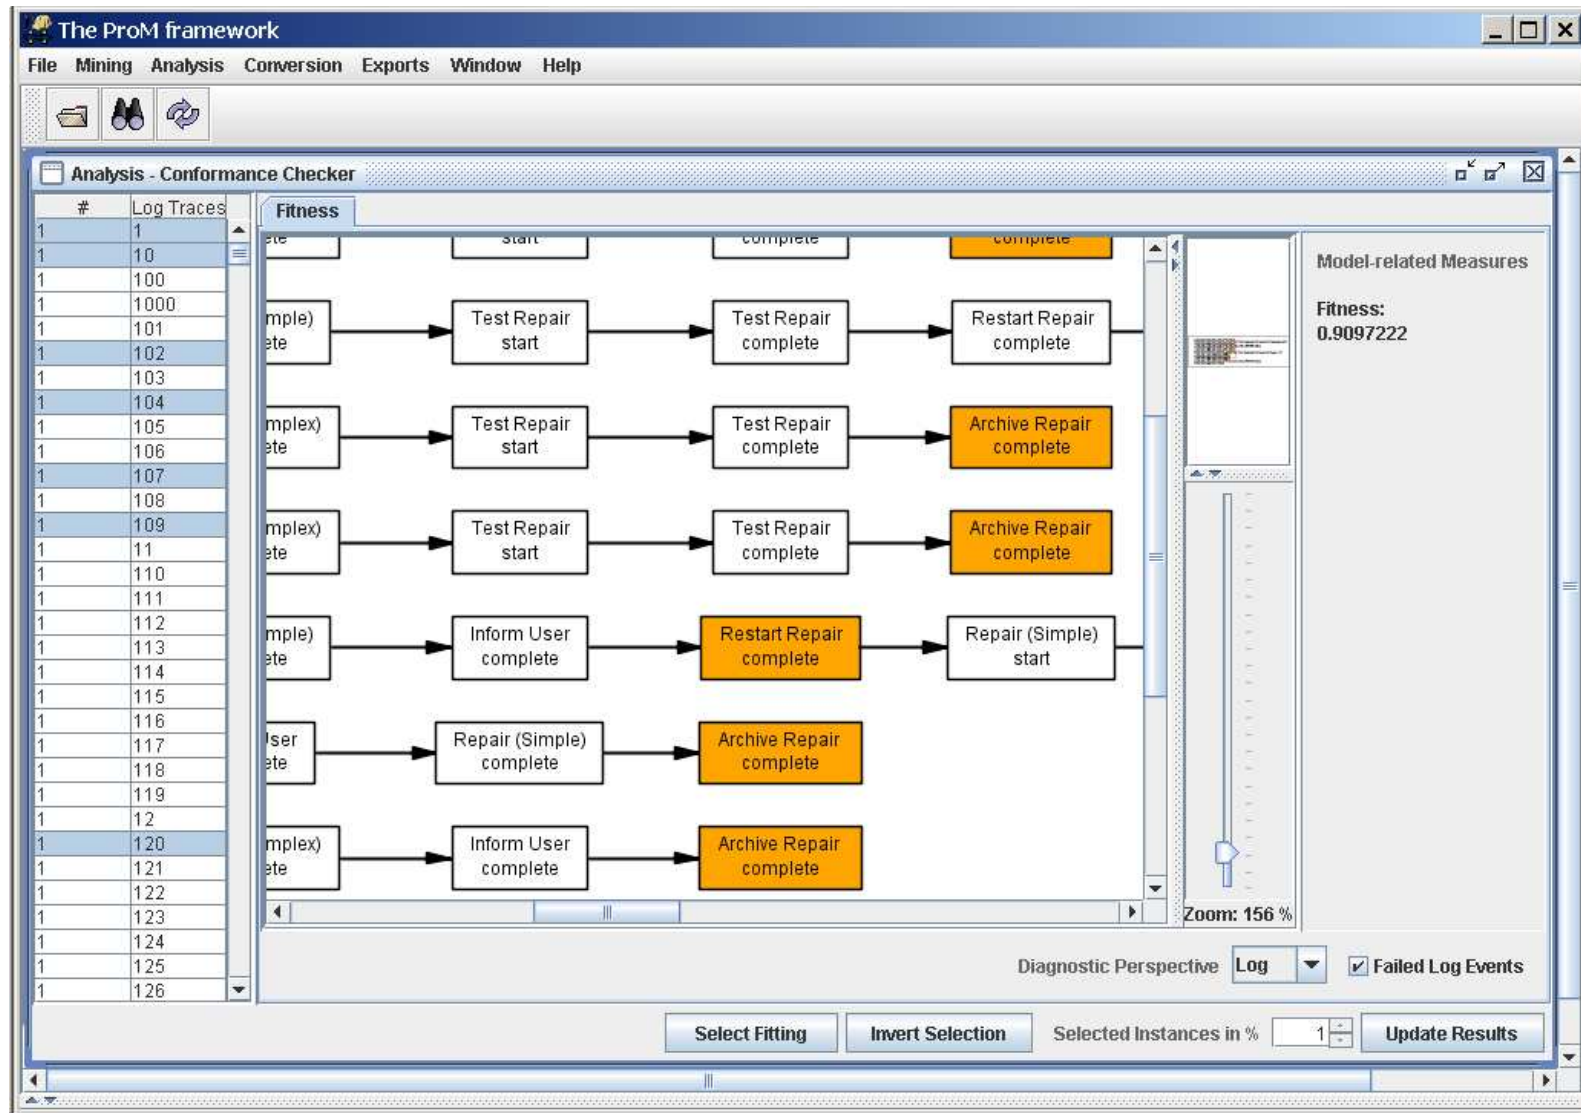 The ProM framework
File Mining Analysis Conversion Exports Window Help
Analysis - Conformance Checker
# Log Traces
1 1
1 10
1 100
1 1000
1 101
1 102
1 103
1 104
1 105
1 106
1 107
1 108
1 109
1 11
1 110
1 111
1 112
1 113
1 114
1 115
1 116
1 117
1 118
1 119
1 12
1 120
1 121
1 122
1 123
1 124
1 125
1 126
Fitness
ete start complete complete
mple) Test Repair Test Repair Restart Repair
ete start complete complete
mplex) Test Repair Test Repair Archive Repair
ete start complete complete
mplex) Test Repair Test Repair Archive Repair
ete start complete complete
mple) Inform User Restart Repair Repair (Simple)
ete complete complete start
User Repair (Simple) Archive Repair
ete complete complete
mplex) Inform User Archive Repair
ete complete complete
Zoom: 156 %
Model-related Measures
Fitness:
0.9097222
Diagnostic Perspective Log Failed Log Events
Select Fitting Invert Selection Selected Instances in % 1 Update Results